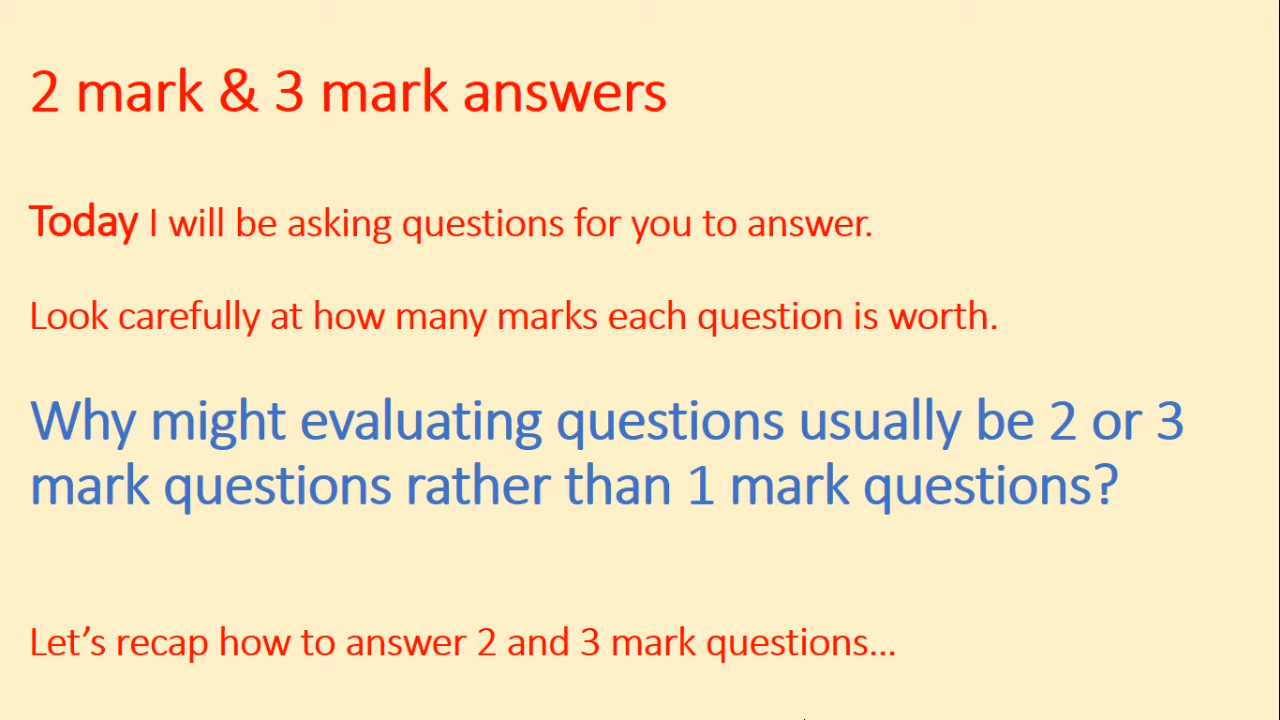 2 mark & 3 mark answers
Today I will be asking questions for you to answer.
Look carefully at how many marks each question is worth.
Why might evaluating questions usually be 2 or 3
mark questions rather than 1 mark questions?
Let’s recap how to answer 2 and 3 mark questions...